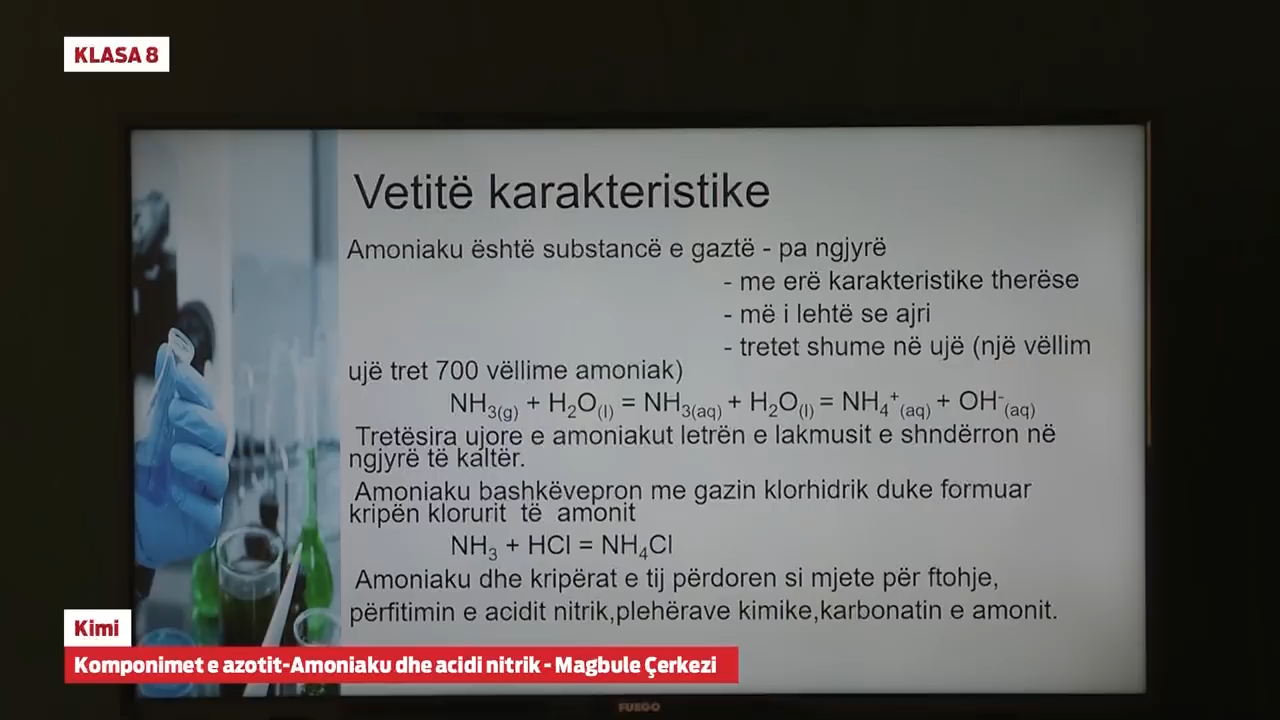 KLASA 8
Vetitë karakteristike
Amoniaku është substancë e gaztë - pa ngjyrë
- me erë karakteristike therëse
- më i lehtë se ajri
- tretet shume në ujë (një vëllim
ujë tret 700 vëllime amoniak)
NH₃(g) + H₂O(l) = NH₃(aq) + H₂O(l) = NH₄⁺(aq) + OH⁻(aq)
Tretësira ujore e amoniakut letrën e lakmusit e shndërron në
ngjyrë të kaltër.
Amoniaku bashkëvepron me gazin klorhidrik duke formuar
kripën klorurit të amonit
NH₃ + HCl = NH₄Cl
Amoniaku dhe kripërat e tij përdoren si mjete për ftohje,
përfitimin e acidit nitrik,plehërave kimike,karbonatin e amonit.
Kimi
Komponimet e azotit-Amoniaku dhe acidi nitrik - Magbule Çerkezi
FUEGO